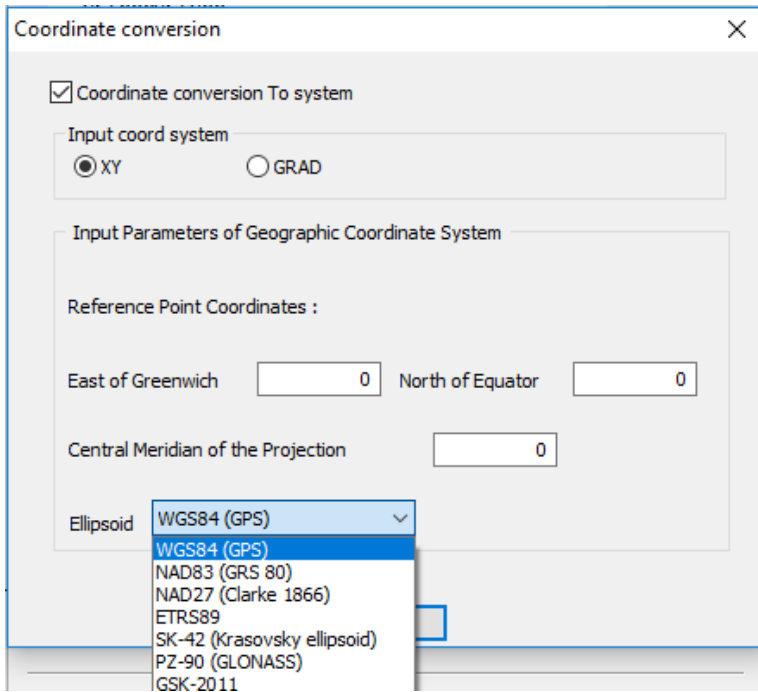 Coordinate conversion
Coordinate conversion To system
Input coord system
XY GRAD
Input Parameters of Geographic Coordinate System
Reference Point Coordinates :
East of Greenwich 0 North of Equator 0
Central Meridian of the Projection 0
Ellipsoid WGS84 (GPS)
WGS84 (GPS)
NAD83 (GRS 80)
NAD27 (Clarke 1866)
ETRS89
SK-42 (Krasovsky ellipsoid)
PZ-90 (GLONASS)
GSK-2011